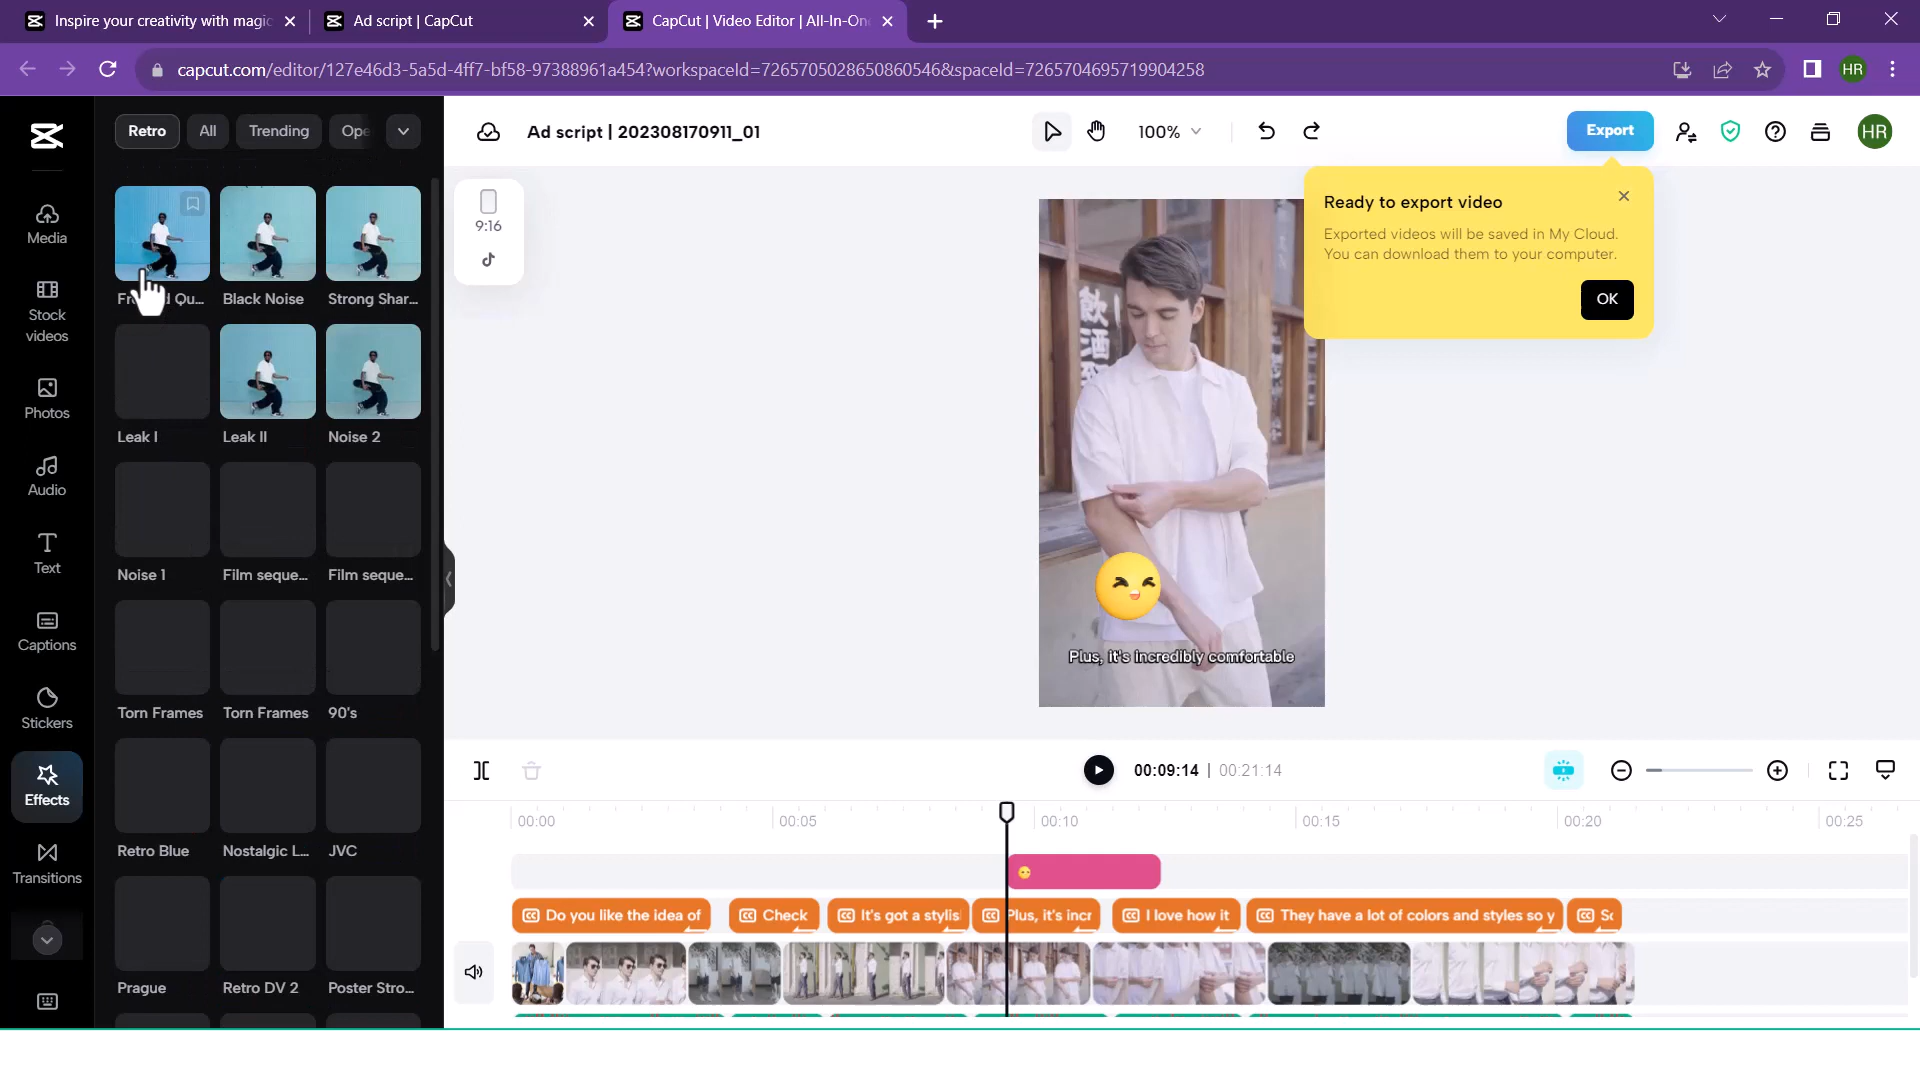 Inspire your creativity with magic
Ad script | CapCut
CapCut | Video Editor | All-In-On
capcut.com/editor/127e46d3-5a5d-4ff7-bf58-97388961a454?workspaceId=7265705028650860546&spaceId=7265704695719904258
HR
Retro
All
Trending
Ope
Ad script | 202308170911_01
100%
Export
HR
Media
Stock
videos
Photos
Audio
Text
Captions
Stickers
Effects
Transitions
Black Noise
Strong Shar...
Leak I
Leak II
Noise 2
Noise 1
Film seque...
Film seque...
Torn Frames
Torn Frames
90's
Retro Blue
Nostalgic L...
JVC
Prague
Retro DV 2
Poster Stro...
9:16
飲酒
Plus, it's incredibly comfortable
Ready to export video
Exported videos will be saved in My Cloud.
You can download them to your computer.
OK
00:09:14 | 00:21:14
00:00
00:05
00:10
00:15
00:20
00:25
Do you like the idea of
Check
It's got a stylis
Plus, it's incr
I love how it
They have a lot of colors and styles so y
So